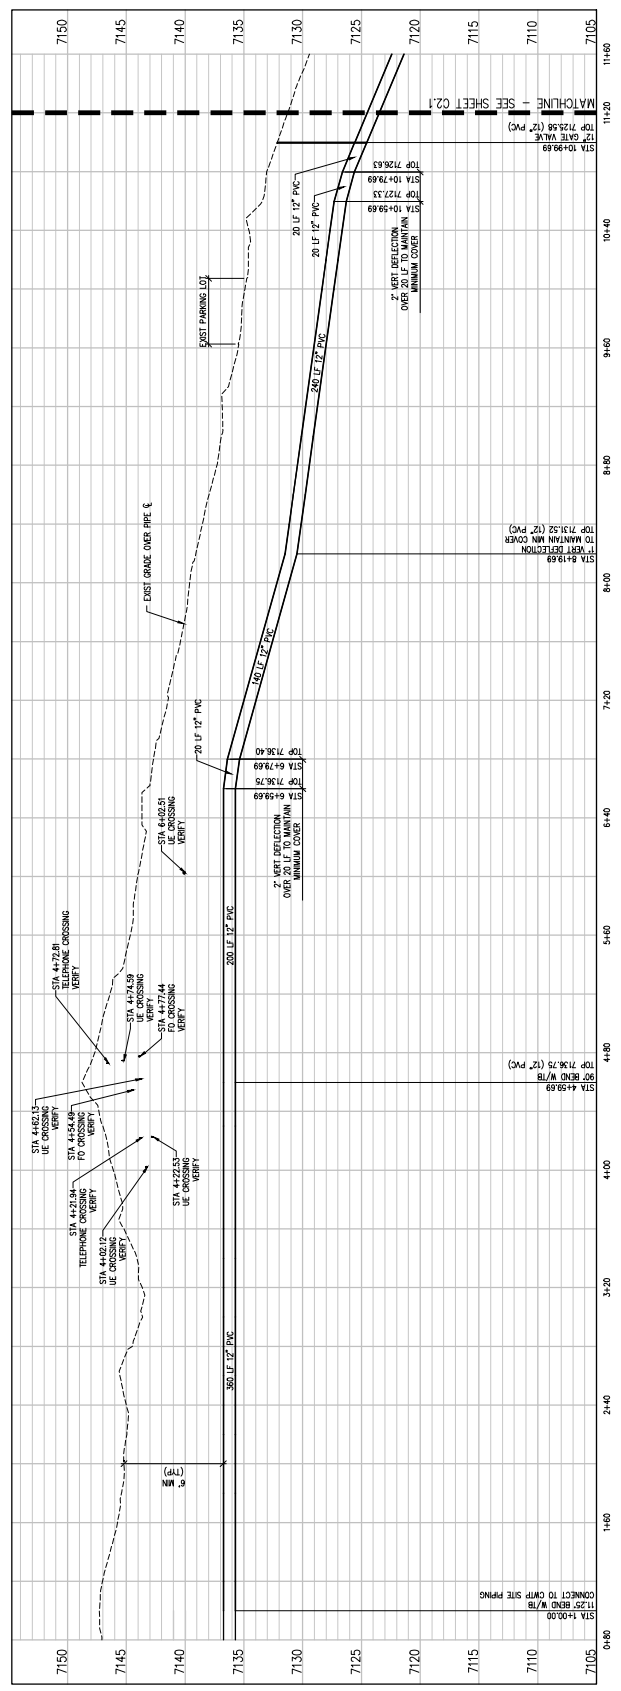 7150
7145
7140
7135
7130
7125
7120
7115
7110
7105
0+80
1+60
2+40
3+20
4+00
4+80
5+60
6+40
7+20
8+00
8+80
9+60
10+40
11+20
11+60
7150
7145
7140
7135
7130
7125
7120
7115
7110
7105
STA 1+00.00
11.25° BEND W/TB
CONNECT TO CWTP SITE PIPING
6' MIN
(TYP)
360 LF 12" PVC
STA 4+02.12
UE CROSSING
VERIFY
STA 4+21.94
TELEPHONE CROSSING
VERIFY
STA 4+22.53
UE CROSSING
VERIFY
STA 4+54.49
FO CROSSING
VERIFY
STA 4+62.13
UE CROSSING
VERIFY
STA 4+72.81
TELEPHONE CROSSING
VERIFY
STA 4+74.59
UE CROSSING
VERIFY
STA 4+77.44
FO CROSSING
VERIFY
STA 4+59.69
90° BEND W/TB
TOP 7136.75 (12" PVC)
200 LF 12" PVC
STA 6+02.51
UE CROSSING
VERIFY
2° VERT DEFLECTION
OVER 20 LF TO MAINTAIN
MINIMUM COVER
STA 6+59.69
TOP 7136.75
STA 6+79.69
TOP 7136.40
20 LF 12" PVC
140 LF 12" PVC
EXIST GRADE OVER PIPE ℄
STA 8+19.69
1° VERT DEFLECTION
TO MAINTAIN MIN COVER
TOP 7131.52 (12" PVC)
240 LF 12" PVC
EXIST PARKING LOT
2° VERT DEFLECTION
OVER 20 LF TO MAINTAIN
MINIMUM COVER
STA 10+59.69
TOP 7127.33
STA 10+79.69
TOP 7126.63
20 LF 12" PVC
20 LF 12" PVC
STA 10+99.69
12" GATE VALVE
TOP 7125.58 (12" PVC)
MATCHLINE - SEE SHEET C2.1